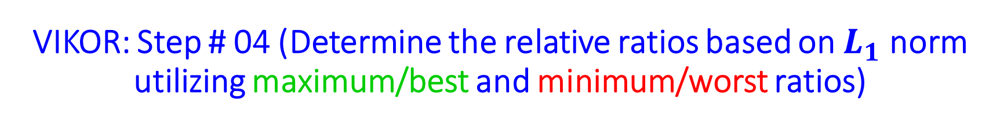 VIKOR: Step # 04 (Determine the relative ratios based on L₁ norm
utilizing maximum/best and minimum/worst ratios)